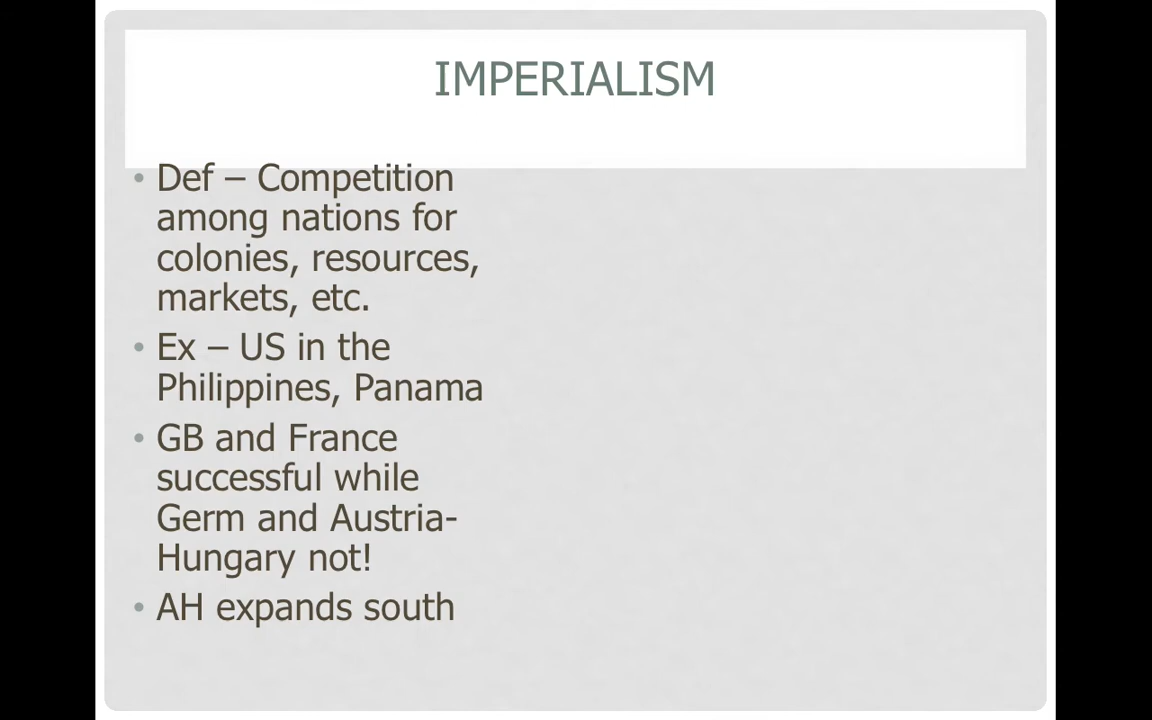 IMPERIALISM
• Def – Competition
among nations for
colonies, resources,
markets, etc.
• Ex – US in the
Philippines, Panama
• GB and France
successful while
Germ and Austria-
Hungary not!
• AH expands south